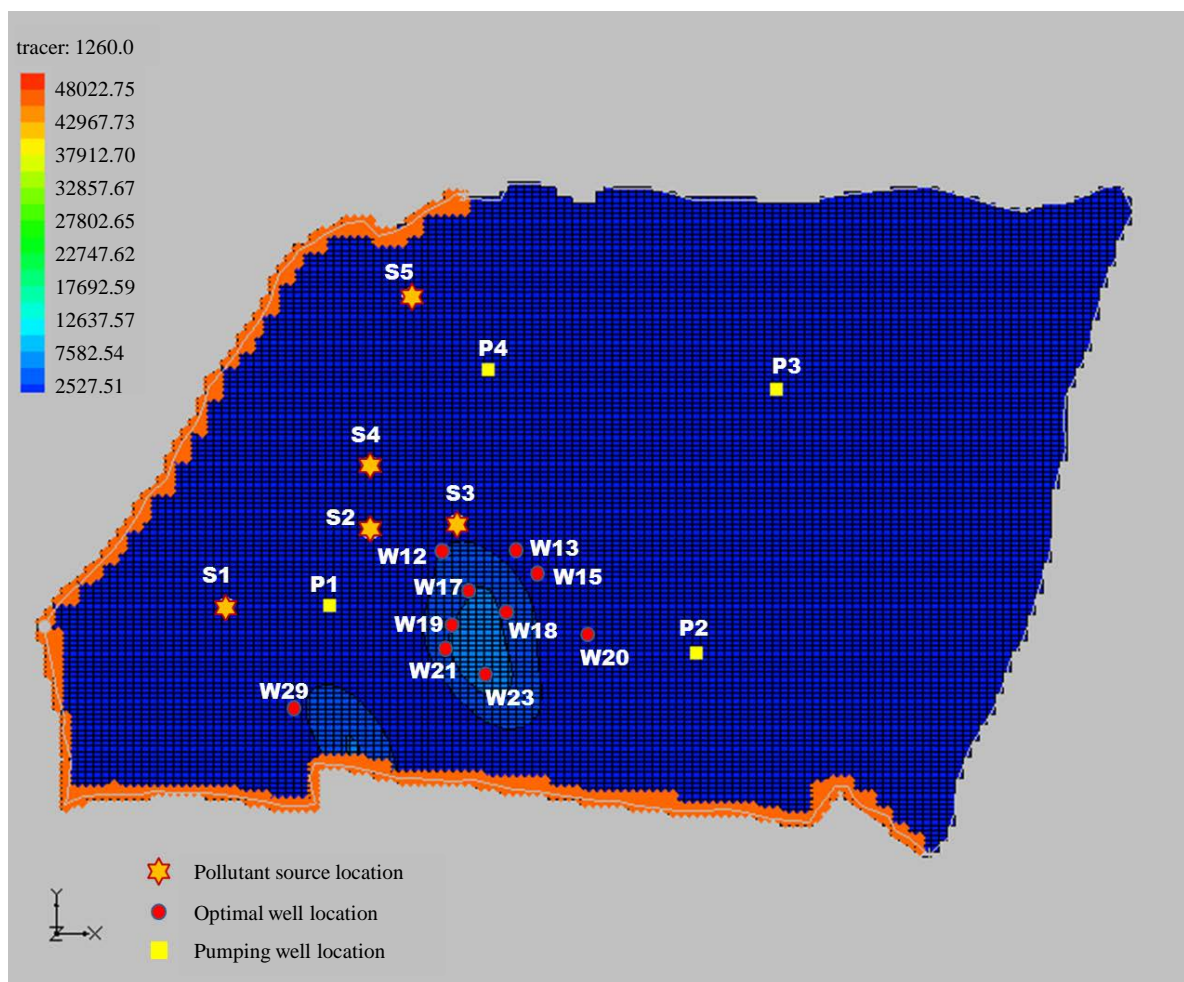 tracer: 1260.0
48022.75
42967.73
37912.70
32857.67
27802.65
22747.62
17692.59
12637.57
7582.54
2527.51
S5
P4
P3
S4
S3
S2
W12
W13
W15
S1
P1
W17
W19
W18
P2
W20
W21
W29
W23
Pollutant source location
Y
Optimal well location
Z
X
Pumping well location